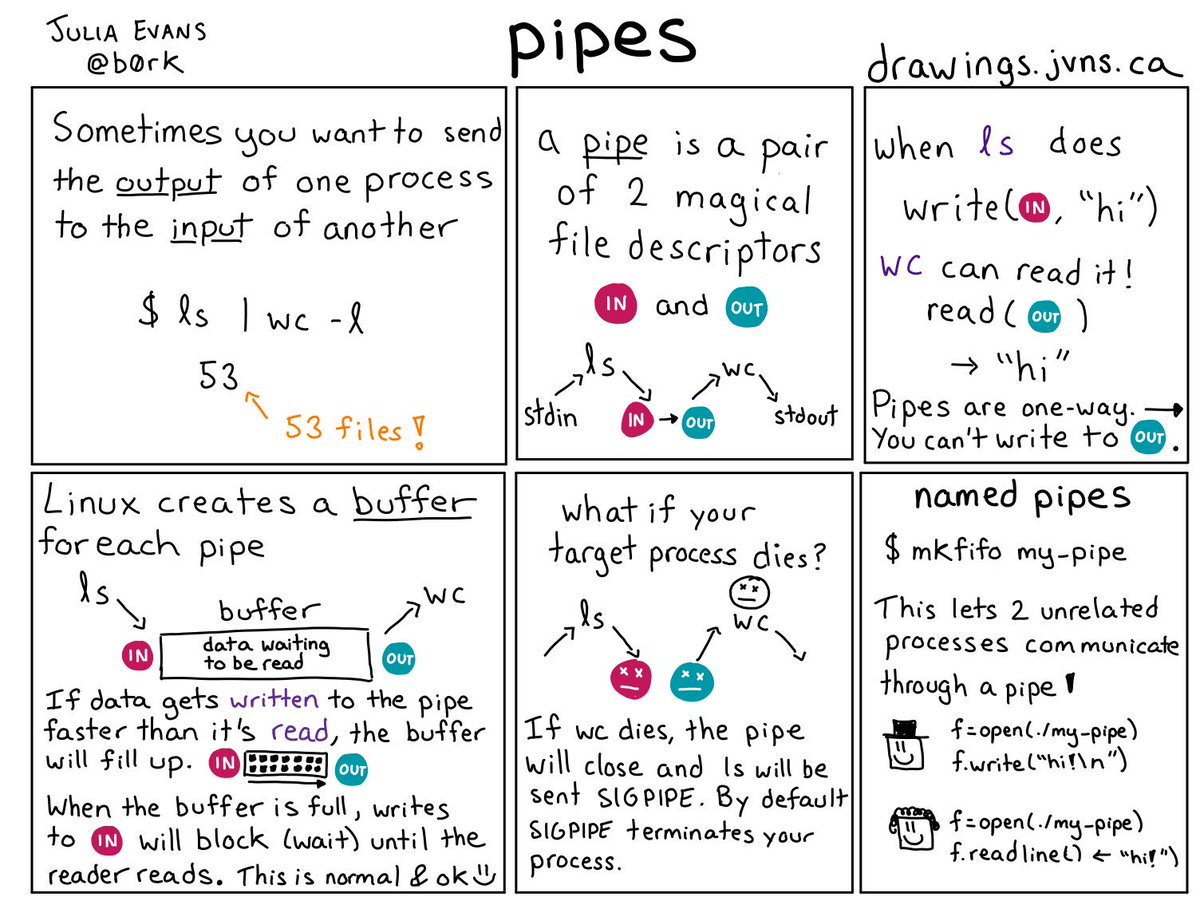 JULIA EVANS
@b0rk
pipes
drawings.jvns.ca
Sometimes you want to send
the output of one process
to the input of another
$ ls | wc -l
53
53 files!
a pipe is a pair
of 2 magical
file descriptors
IN and OUT
ls
wc
stdin
IN → OUT
stdout
when ls does
write(IN, "hi")
wc can read it!
read(OUT)
→ "hi"
Pipes are one-way. →
You can't write to OUT.
Linux creates a buffer
for each pipe
ls
wc
buffer
IN
data waiting
to be read
OUT
If data gets written to the pipe
faster than it's read, the buffer
will fill up. IN OUT
When the buffer is full, writes
to IN will block (wait) until the
reader reads. This is normal & ok
what if your
target process dies?
ls
wc
If wc dies, the pipe
will close and ls will be
sent SIGPIPE. By default
SIGPIPE terminates your
process.
named pipes
$ mkfifo my-pipe
This lets 2 unrelated
processes communicate
through a pipe!
f=open(./my-pipe)
f.write("hi!\n")
f=open(./my-pipe)
f.readline() ← "hi!")